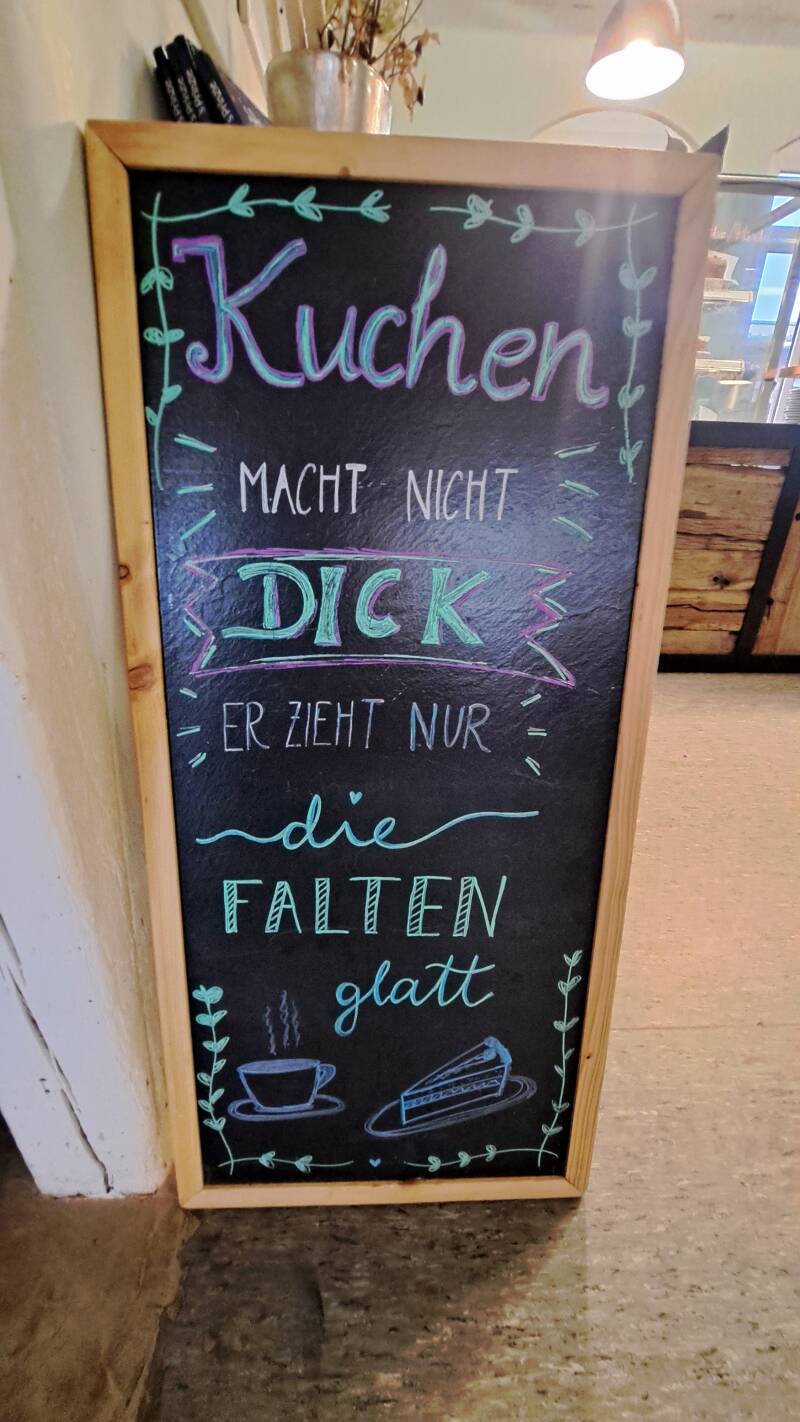 Kuchen
MACHT NICHT
DICK
ER ZIEHT NUR
die
FALTEN
glatt